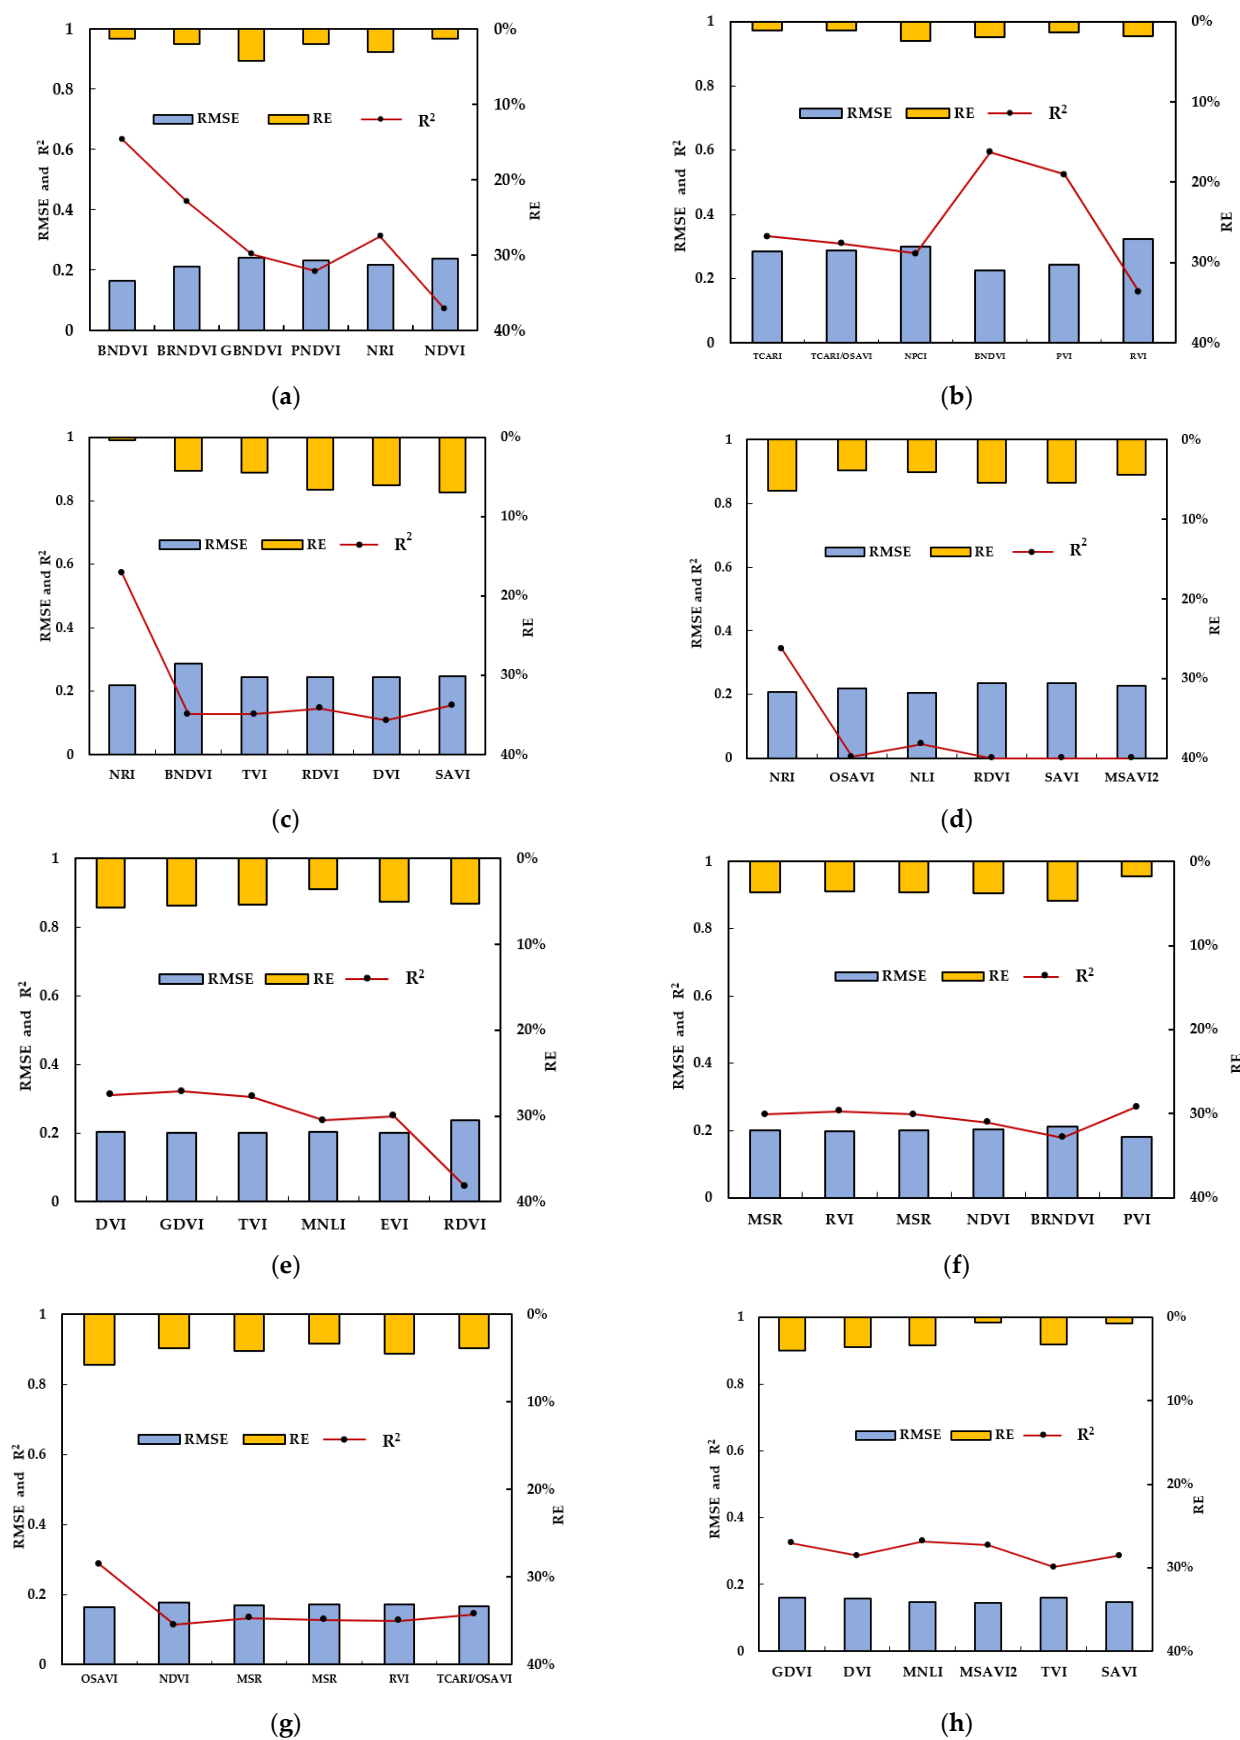 1
0.8
0.6
0.4
0.2
0
RMSE and R²
0%
10%
20%
30%
40%
RE
RMSE RE R²
BNDVI BRNDVI GBNDVI PNDVI NRI NDVI
(a)
1
0.8
0.6
0.4
0.2
0
RMSE and R²
0%
10%
20%
30%
40%
RE
RMSE RE R²
TCARI TCARI/OSAVI NPCI BNDVI PVI RVI
(b)
1
0.8
0.6
0.4
0.2
0
RMSE and R²
0%
10%
20%
30%
40%
RE
RMSE RE R²
NRI BNDVI TVI RDVI DVI SAVI
(c)
1
0.8
0.6
0.4
0.2
0
RMSE and R²
0%
10%
20%
30%
40%
RE
RMSE RE R²
NRI OSAVI NLI RDVI SAVI MSAVI2
(d)
1
0.8
0.6
0.4
0.2
0
RMSE and R²
0%
10%
20%
30%
40%
RE
RMSE RE R²
DVI GDVI TVI MNLI EVI RDVI
(e)
1
0.8
0.6
0.4
0.2
0
RMSE and R²
0%
10%
20%
30%
40%
RE
RMSE RE R²
MSR RVI MSR NDVI BRNDVI PVI
(f)
1
0.8
0.6
0.4
0.2
0
RMSE and R²
0%
10%
20%
30%
40%
RE
RMSE RE R²
OSAVI NDVI MSR MSR RVI TCARI/OSAVI
(g)
1
0.8
0.6
0.4
0.2
0
RMSE and R²
0%
10%
20%
30%
40%
RE
RMSE RE R²
GDVI DVI MNLI MSAVI2 TVI SAVI
(h)